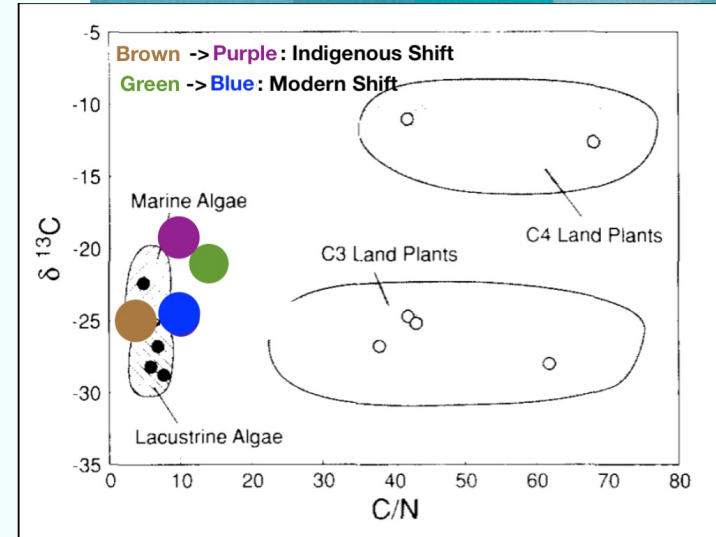 -5
Brown -> Purple: Indigenous Shift
Green -> Blue: Modern Shift
-10
-15
Marine Algae
C4 Land Plants
-20
C3 Land Plants
δ 13C
-25
-30
Lacustrine Algae
-35
0 10 20 30 40 50 60 70 80
C/N